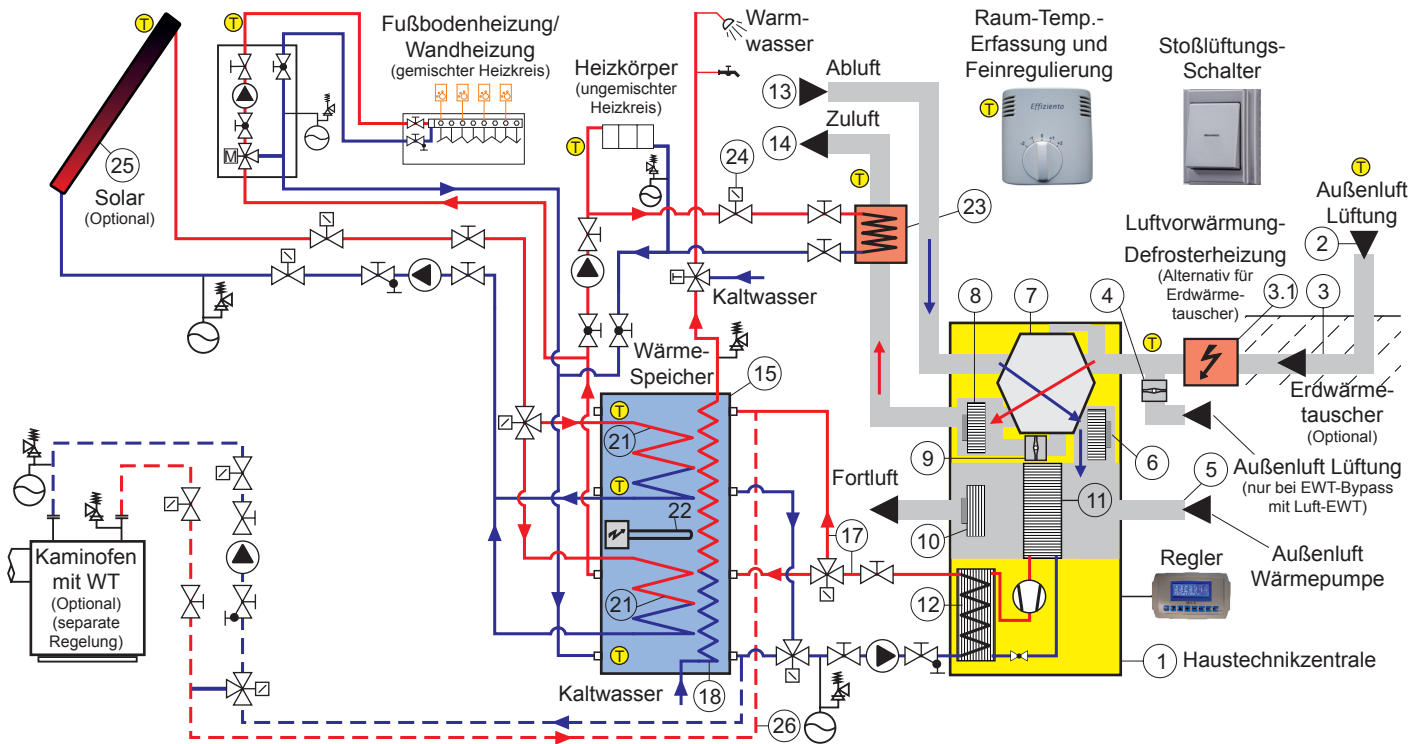 T
25
Solar
(Optional)
T
M
Fußbodenheizung/
Wandheizung
(gemischter Heizkreis)
Heizkörper
(ungemischter
Heizkreis)
T
Warm-
wasser
24
T
Kaltwasser
Abluft
13
Zuluft
14
T
23
Raum-Temp.-
Erfassung und
Feinregulierung
T
Effiziento
Stoßlüftungs-
Schalter
T
Außenluft
Lüftung
2
Luftvorwärmung-
Defrosterheizung
(Alternativ für
Erdwärme-
tauscher)
3.1
3
Erdwärme-
tauscher
(Optional)
8
7
4
T
9
6
Außenluft Lüftung
(nur bei EWT-Bypass
mit Luft-EWT)
5
Außenluft
Wärmepumpe
Fortluft
10
11
12
Regler
1
Haustechnikzentrale
Wärme-
Speicher
15
T
21
T
22
21
T
18
Kaltwasser
17
26
Kaminofen
mit WT
(Optional)
(separate
Regelung)